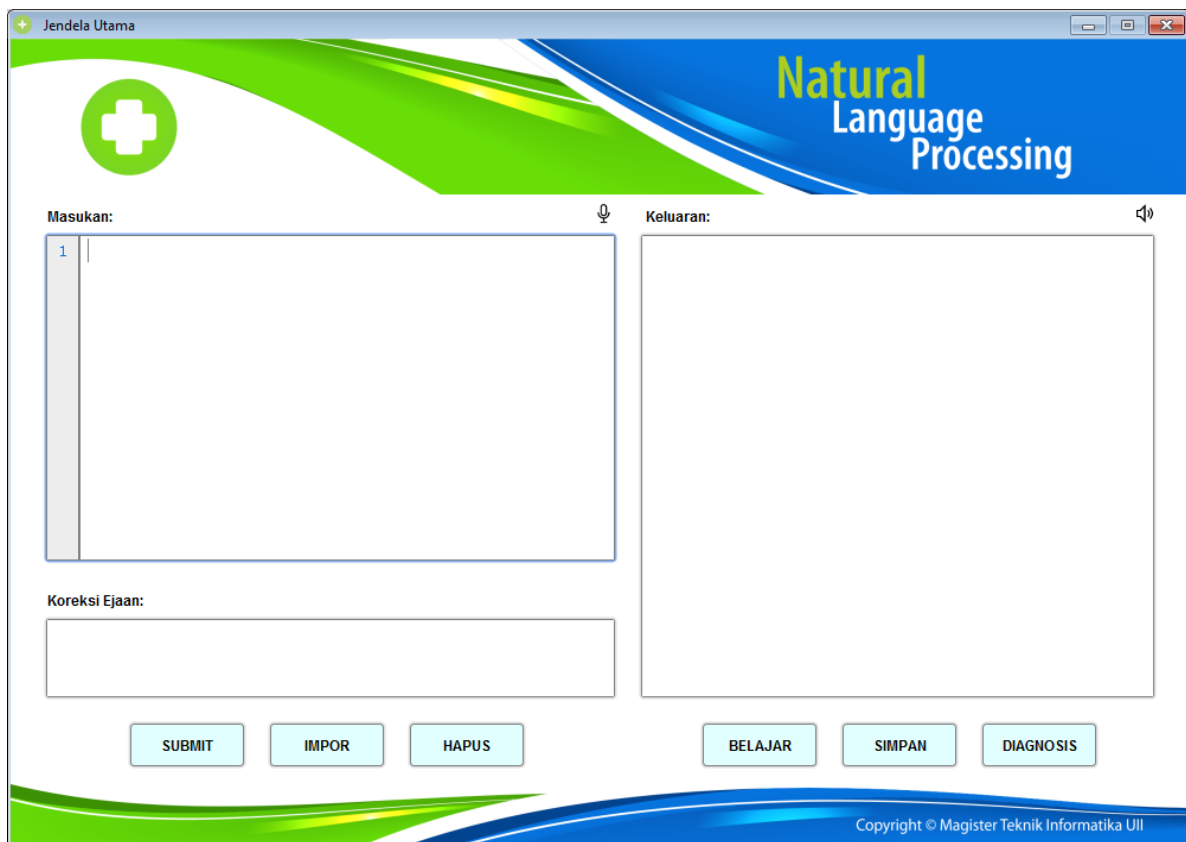 Jendela Utama
Natural
Language
Processing
Masukan:
Keluaran:
1
Koreksi Ejaan:
SUBMIT IMPOR HAPUS BELAJAR SIMPAN DIAGNOSIS
Copyright © Magister Teknik Informatika UII